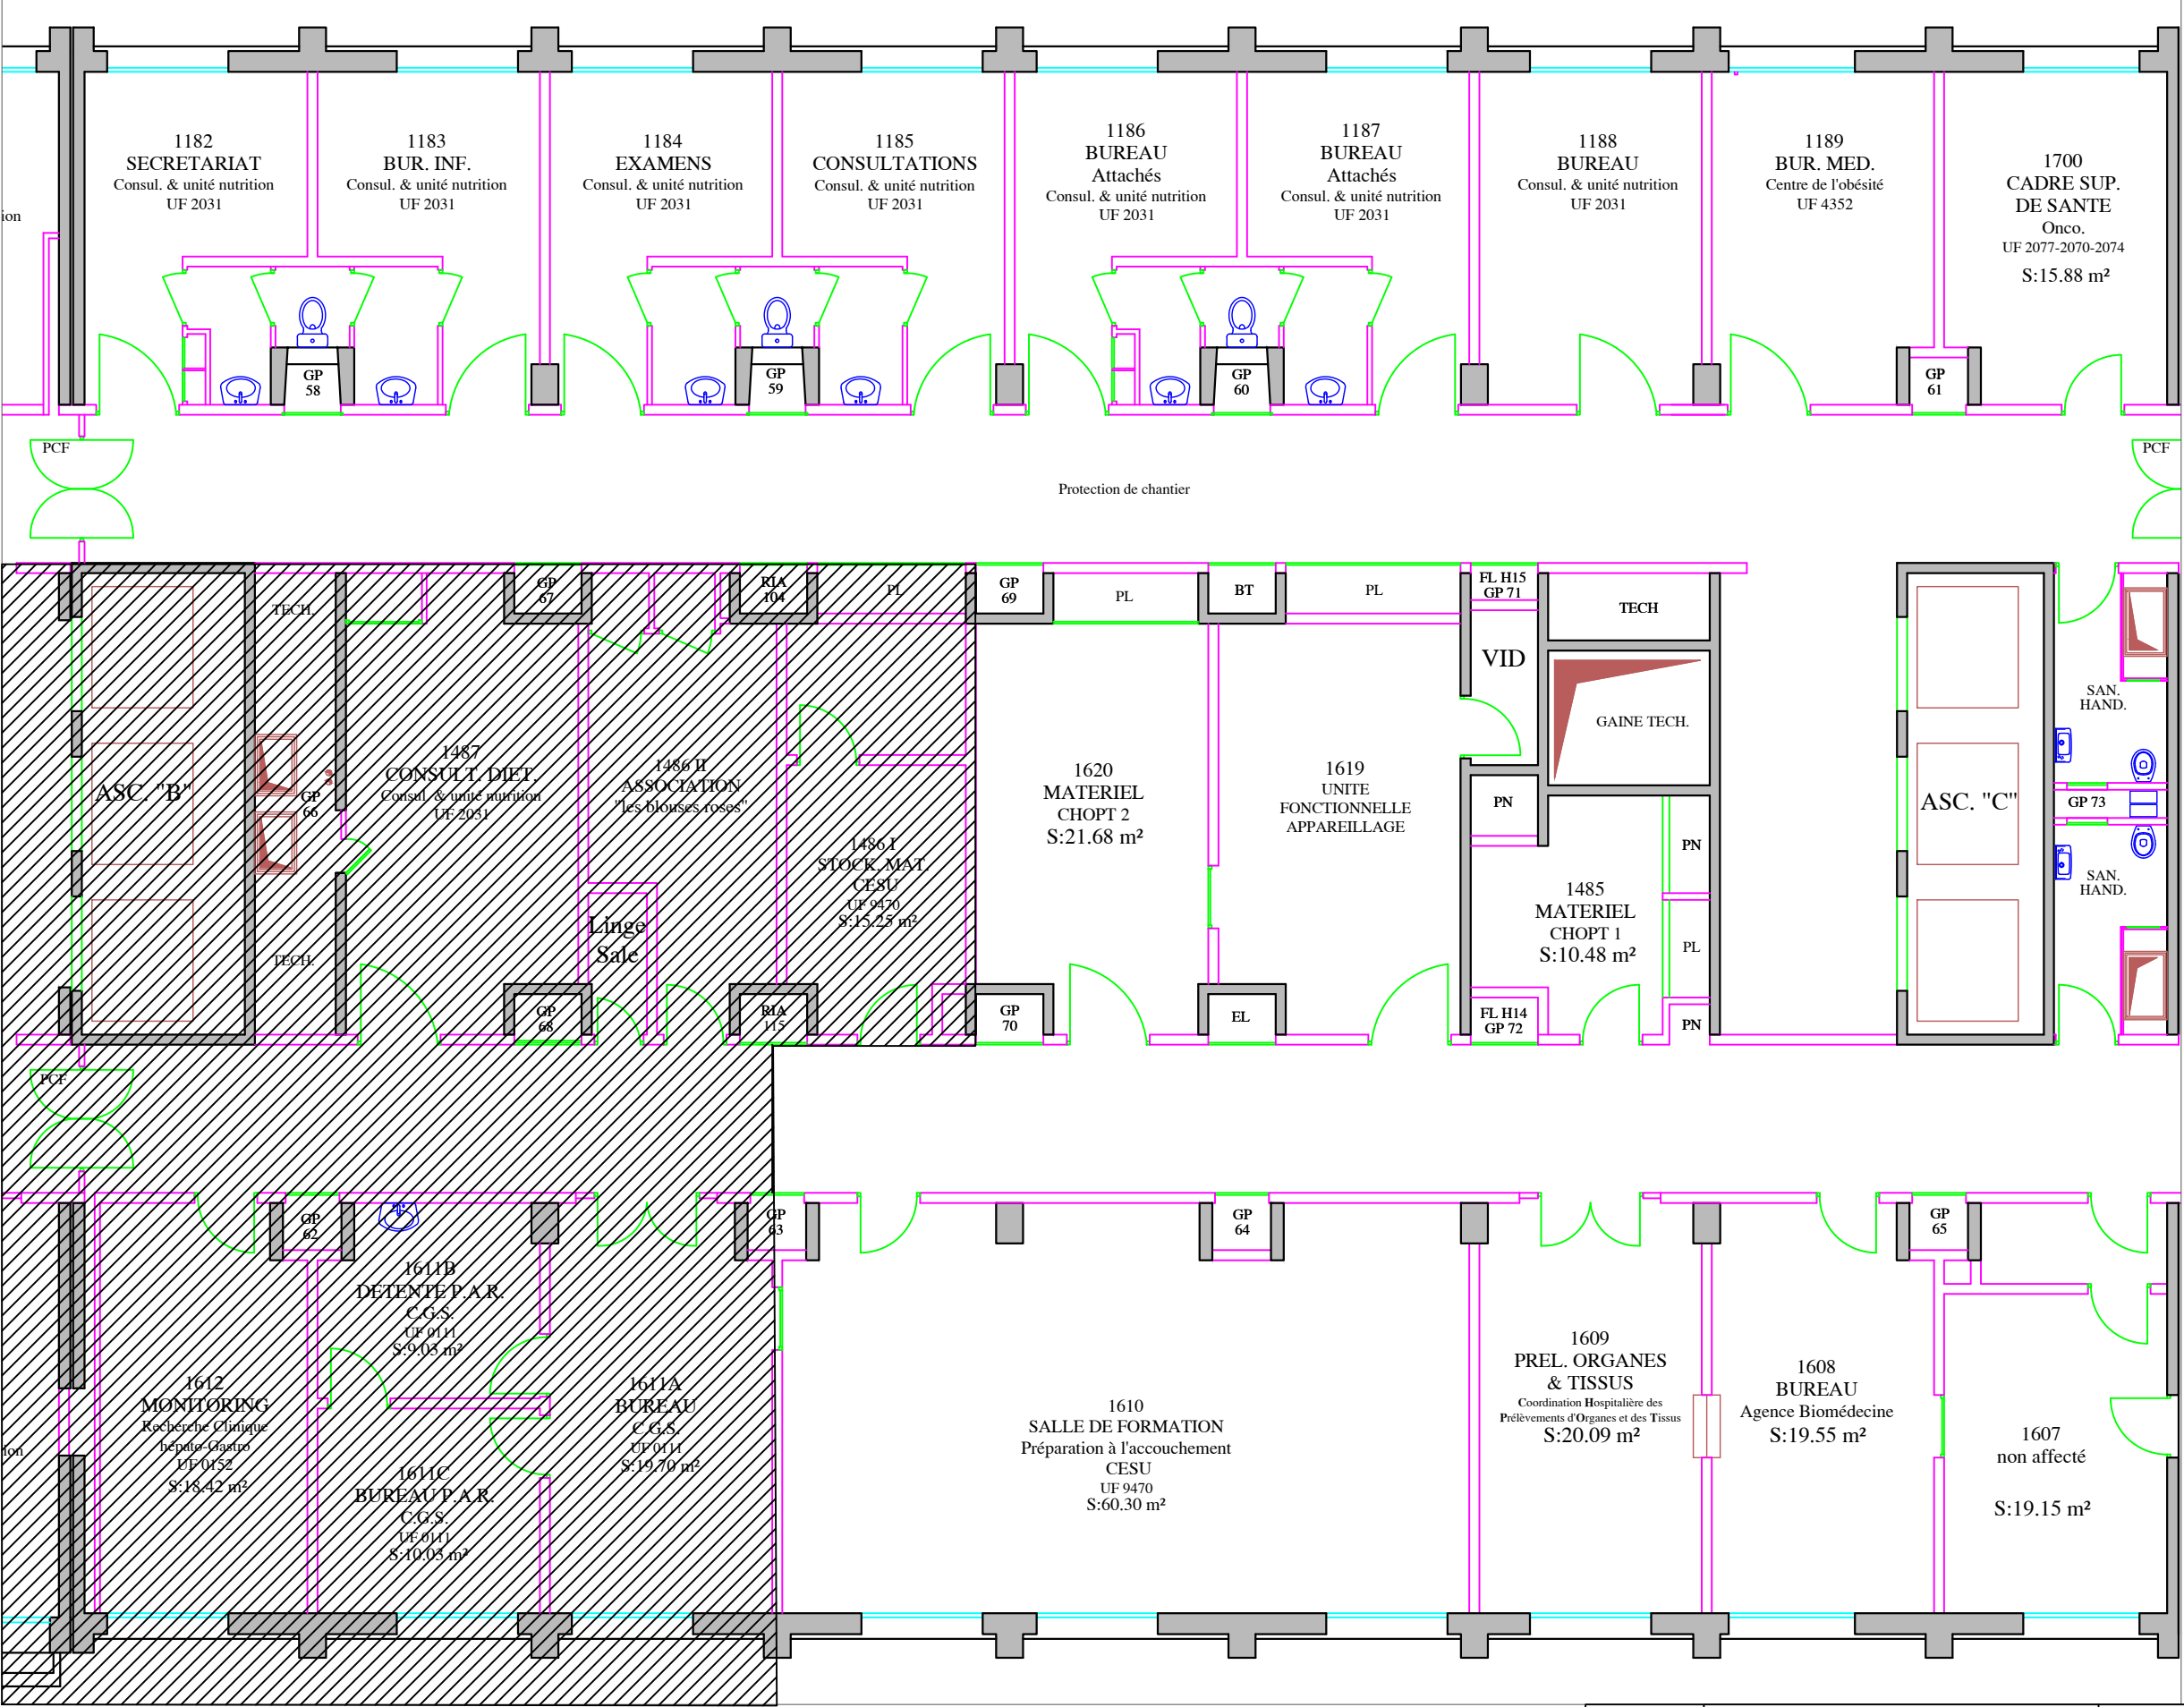 1182
SECRETARIAT
Consul. & unité nutrition
UF 2031
1183
BUR. INF.
Consul. & unité nutrition
UF 2031
1184
EXAMENS
Consul. & unité nutrition
UF 2031
1185
CONSULTATIONS
Consul. & unité nutrition
UF 2031
1186
BUREAU
Attachés
Consul. & unité nutrition
UF 2031
1187
BUREAU
Attachés
Consul. & unité nutrition
UF 2031
1188
BUREAU
Consul. & unité nutrition
UF 2031
1189
BUR. MED.
Centre de l'obésité
UF 4352
1700
CADRE SUP.
DE SANTE
Onco.
UF 2077-2070-2074
S:15.88 m²
ion
GP
58
GP
59
GP
60
GP
61
PCF
Protection de chantier
PCF
TECH.
GP
67
RIA
104
PL
GP
69
PL
BT
PL
FL H15
GP 71
TECH
VID
GAINE TECH.
SAN.
HAND.
ASC. "B"
GP
66
1487
CONSULT. DIET.
Consul. & unité nutrition
UF 2031
1486 II
ASSOCIATION
"les blouses roses"
1486 I
STOCK. MAT.
CESU
UF 9470
S:15.25 m²
1620
MATERIEL
CHOPT 2
S:21.68 m²
1619
UNITE
FONCTIONNELLE
APPAREILLAGE
PN
PN
ASC. "C"
GP 73
SAN.
HAND.
Linge
Sale
1485
MATERIEL
CHOPT 1
S:10.48 m²
PL
TECH.
GP
68
RIA
115
GP
70
EL
FL H14
GP 72
PN
PCF
GP
62
GP
63
GP
64
GP
65
1611B
DETENTE P.A.R.
C.G.S.
UF 0111
S:9.03 m²
1612
MONITORING
Recherche Clinique
hépato-Gastro
UF 0152
S:18.42 m²
1611A
BUREAU
C.G.S.
UF 0111
S:19.70 m²
1611C
BUREAU P.A.R.
C.G.S.
UF 0111
S:10.03 m²
1610
SALLE DE FORMATION
Préparation à l'accouchement
CESU
UF 9470
S:60.30 m²
1609
PREL. ORGANES
& TISSUS
Coordination Hospitalière des
Prélèvements d'Organes et des Tissus
S:20.09 m²
1608
BUREAU
Agence Biomédecine
S:19.55 m²
1607
non affecté
S:19.15 m²
ion